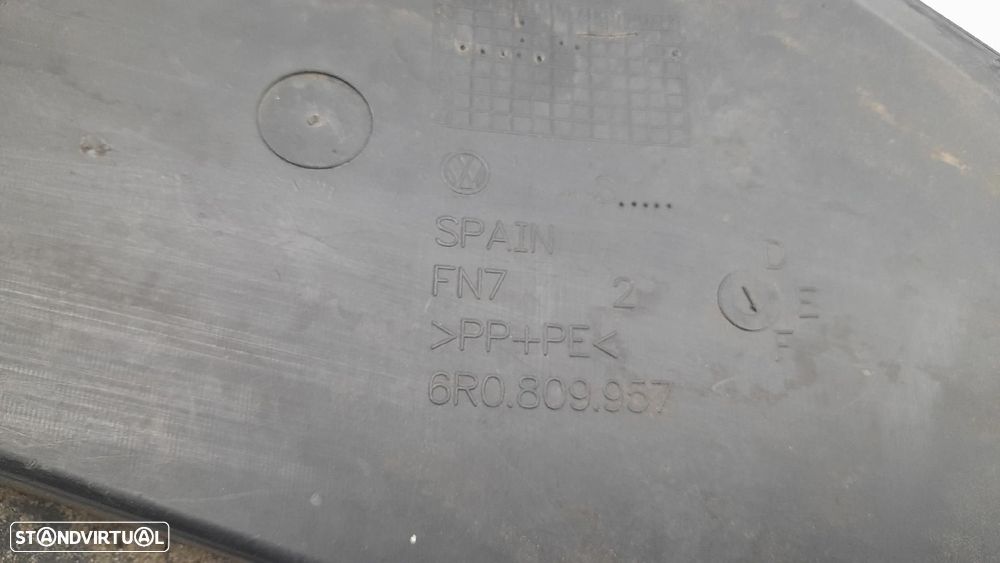 SPAIN
FN7 2
D
E
F
>PP+PE<
6R0.809.957
STANDVIRTUAL